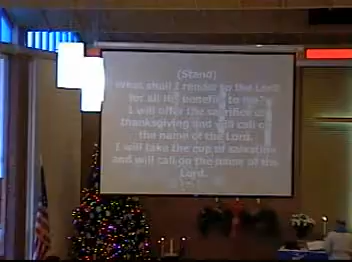 (Stand)
What shall I render to the Lord
for all His benefits to me?
I will offer the sacrifice of
thanksgiving and will call on
the name of the Lord.
I will take the cup of salvation
and will call on the name of the
Lord.